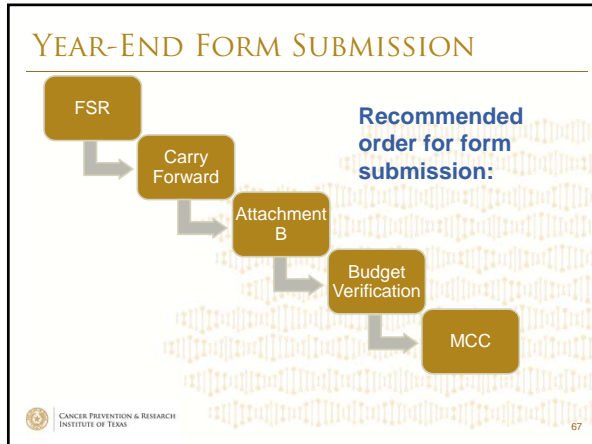 YEAR-END FORM SUBMISSION
FSR
Recommended
order for form
submission:
Carry
Forward
Attachment
B
Budget
Verification
MCC
CANCER PREVENTION & RESEARCH
INSTITUTE OF TEXAS
67